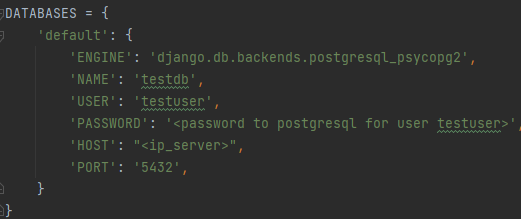 DATABASES = {
'default': {
'ENGINE': 'django.db.backends.postgresql_psycopg2',
'NAME': 'testdb',
'USER': 'testuser',
'PASSWORD': '<password to postgresql for user testuser>',
'HOST': "<ip_server>",
'PORT': '5432',
}
}